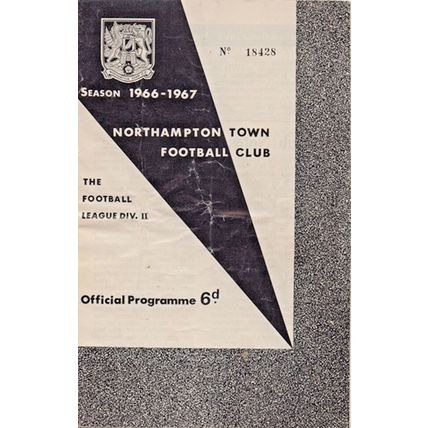 Nº 18428
SEASON 1966-1967
NORTHAMPTON TOWN
FOOTBALL CLUB
THE
FOOTBALL
LEAGUE DIV. II
Official Programme 6d.